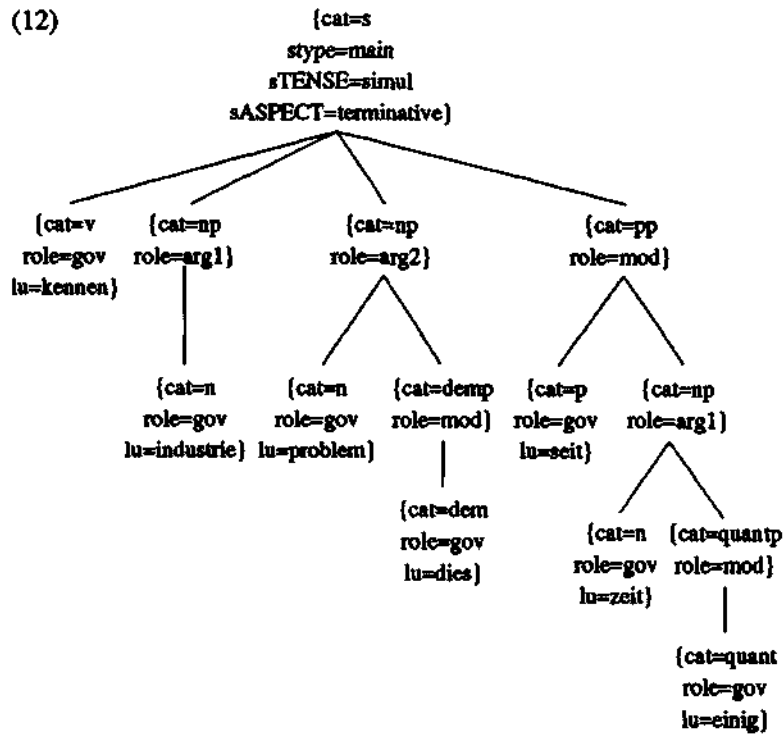 (12)
{cat=s
stype=main
sTENSE=simul
sASPECT=terminative}
{cat=v
role=gov
lu=kennen}
{cat=np
role=arg1}
{cat=np
role=arg2}
{cat=pp
role=mod}
{cat=n
role=gov
lu=industrie}
{cat=n
role=gov
lu=problem}
{cat=demp
role=mod}
{cat=p
role=gov
lu=seit}
{cat=np
role=arg1}
{cat=dem
role=gov
lu=dies}
{cat=n
role=gov
lu=zeit}
{cat=quantp
role=mod}
{cat=quant
role=gov
lu=einig}